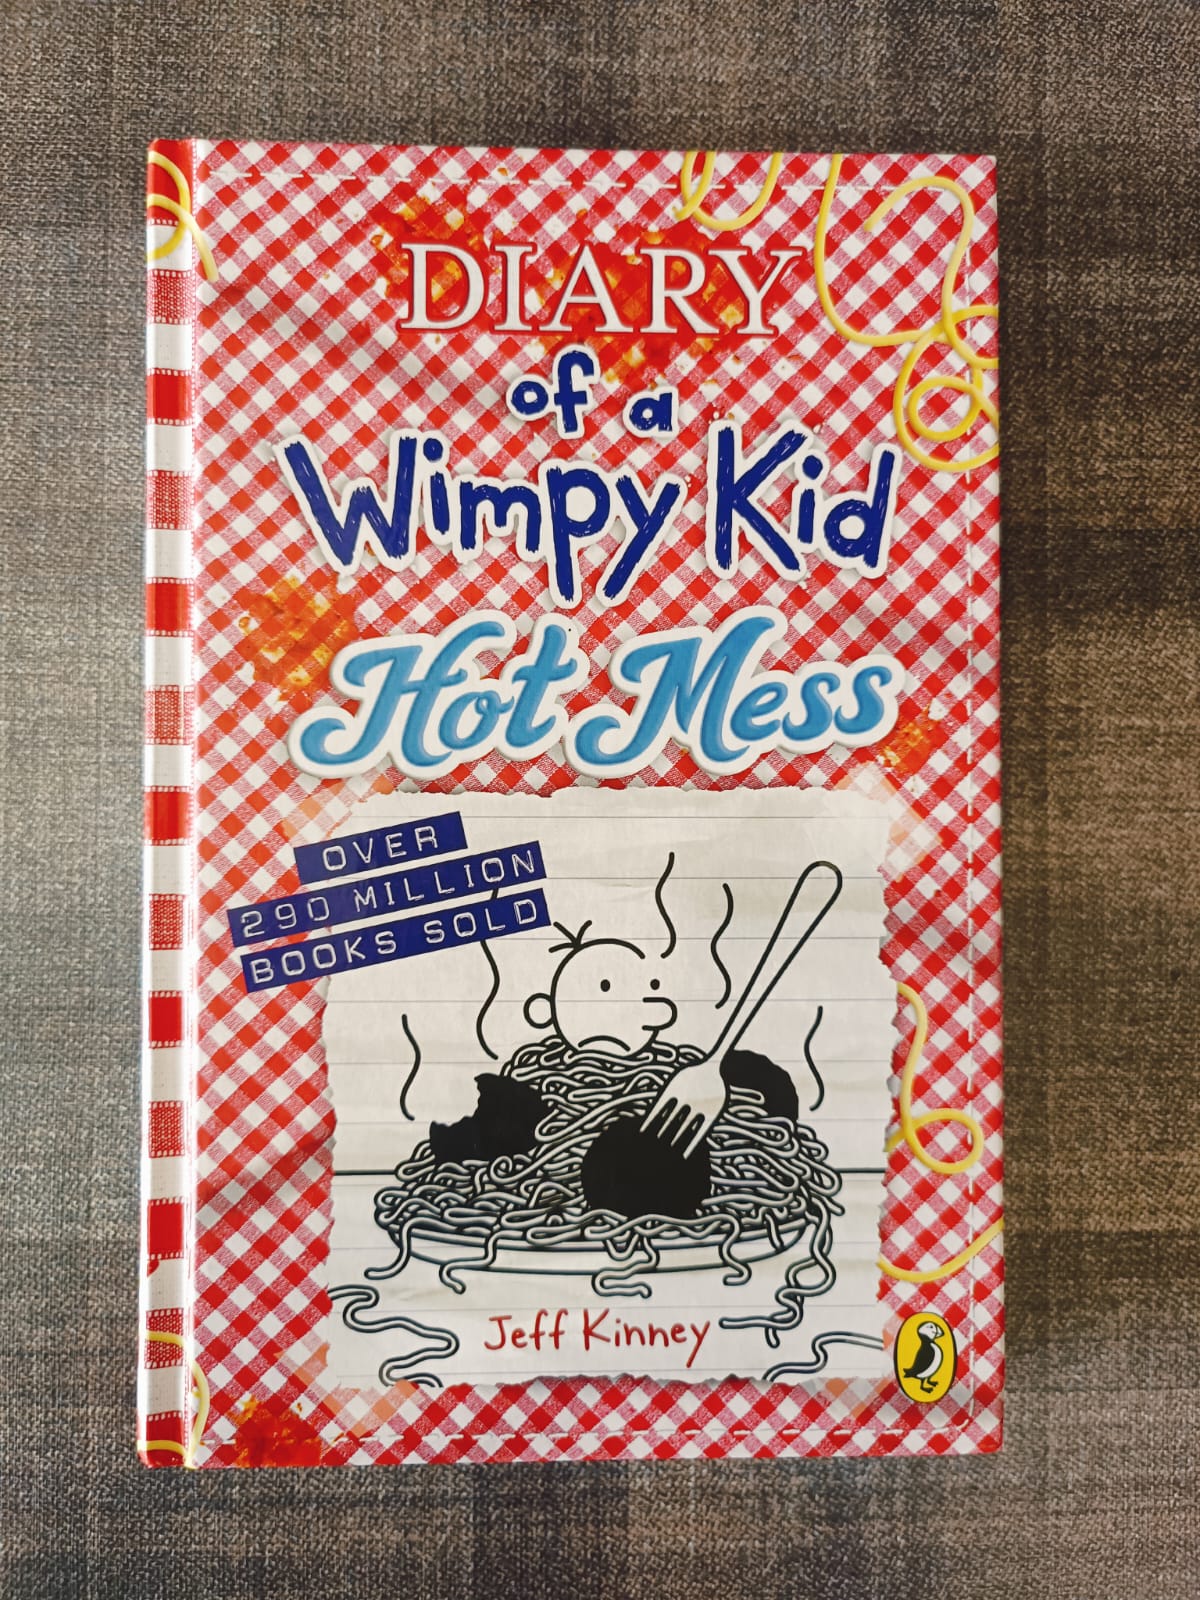 DIARY
of a
Wimpy Kid
Hot Mess
OVER
290 MILLION
BOOKS SOLD
Jeff Kinney